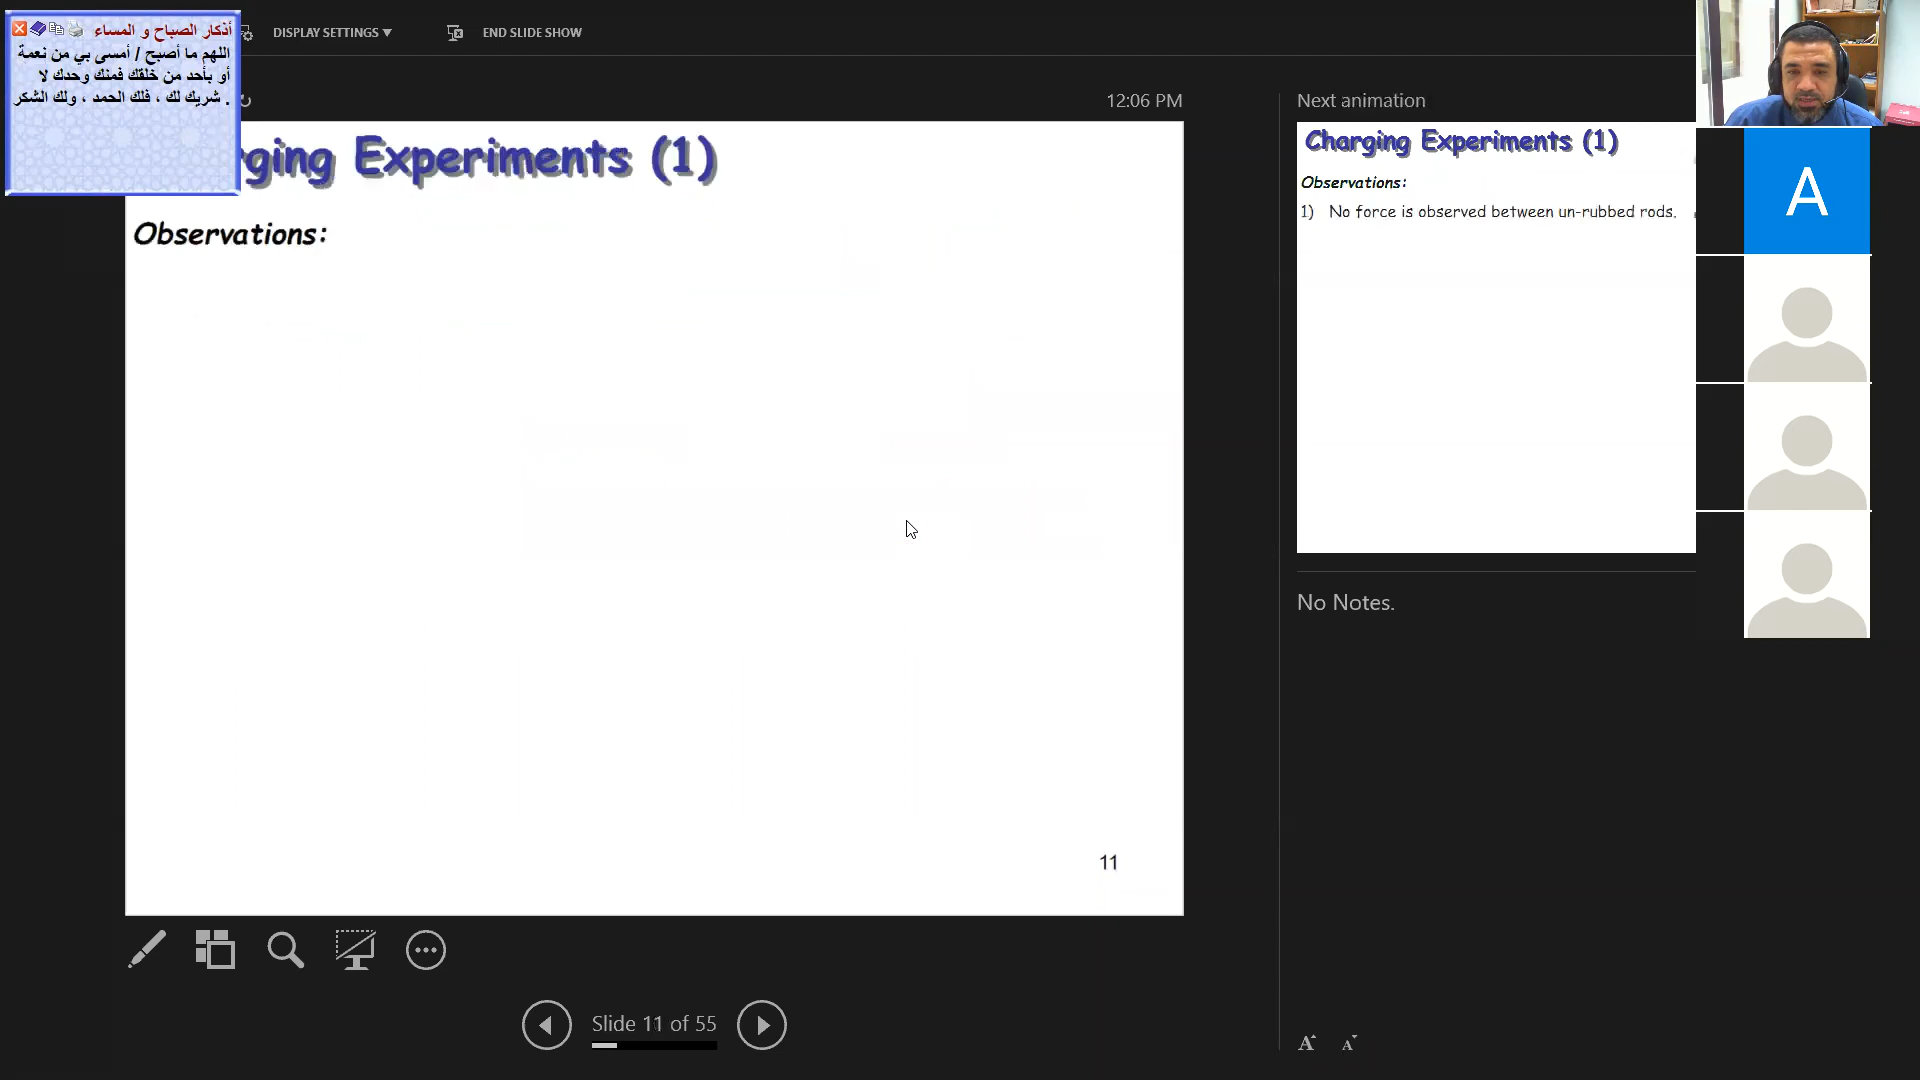 أذكار الصباح و المساء
اللهم ما أصبح / أمسى بي من نعمة
أو بأحد من خلقك فمنك وحدك لا
شريك لك ، فلك الحمد ، ولك الشكر .
DISPLAY SETTINGS ▼
END SLIDE SHOW
12:06 PM
ging Experiments (1)
Observations:
11
Slide 11 of 55
Next animation
Charging Experiments (1)
Observations:
1) No force is observed between un-rubbed rods.
No Notes.
A
A
A